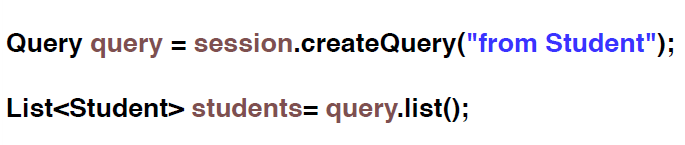 Query query = session.createQuery("from Student");
List<Student> students= query.list();